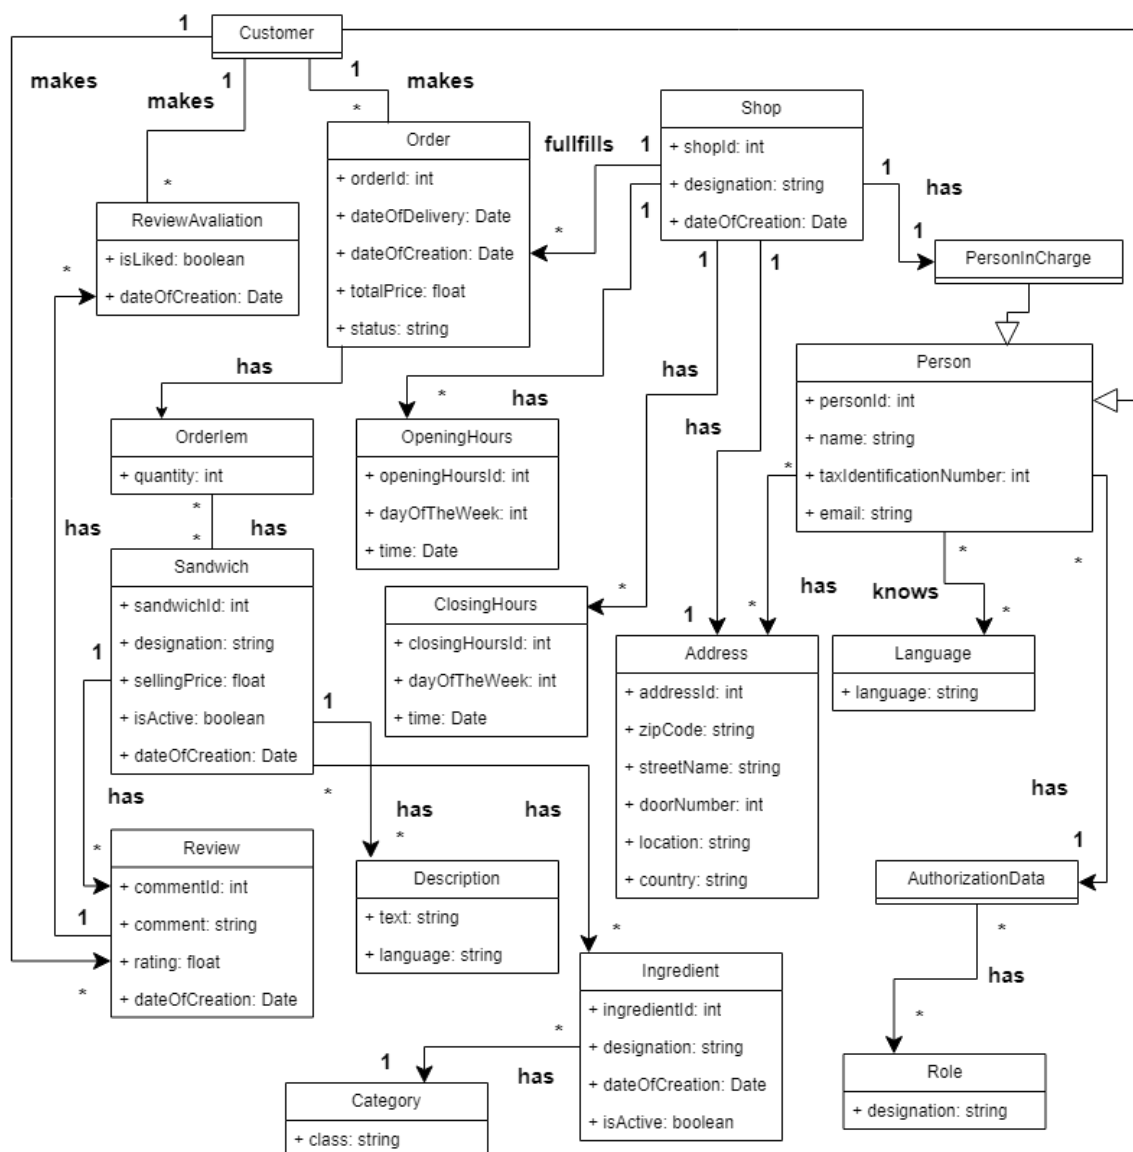 1
Customer
makes
1
1
makes
makes
*
*
Order
+ orderId: int
+ dateOfDelivery: Date
+ dateOfCreation: Date
+ totalPrice: float
+ status: string
Shop
+ shopId: int
+ designation: string
+ dateOfCreation: Date
fullfills
1
*
1
1
1
1
has
1
PersonInCharge
ReviewAvaliation
+ isLiked: boolean
+ dateOfCreation: Date
*
has
OrderIem
+ quantity: int
*
has
has
*
*
has
OpeningHours
+ openingHoursId: int
+ dayOfTheWeek: int
+ time: Date
has
has
Person
+ personId: int
+ name: string
+ taxIdentificationNumber: int
+ email: string
*
*
*
Sandwich
+ sandwichId: int
+ designation: string
+ sellingPrice: float
+ isActive: boolean
+ dateOfCreation: Date
1
1
*
ClosingHours
+ closingHoursId: int
+ dayOfTheWeek: int
+ time: Date
*
1
*
has
knows
*
Address
+ addressId: int
+ zipCode: string
+ streetName: string
+ doorNumber: int
+ location: string
+ country: string
Language
+ language: string
has
1
AuthorizationData
has
*
Review
+ commentId: int
+ comment: string
+ rating: float
+ dateOfCreation: Date
1
*
has
*
Description
+ text: string
+ language: string
has
*
Ingredient
+ ingredientId: int
+ designation: string
+ dateOfCreation: Date
+ isActive: boolean
*
has
1
Category
+ class: string
*
has
*
Role
+ designation: string